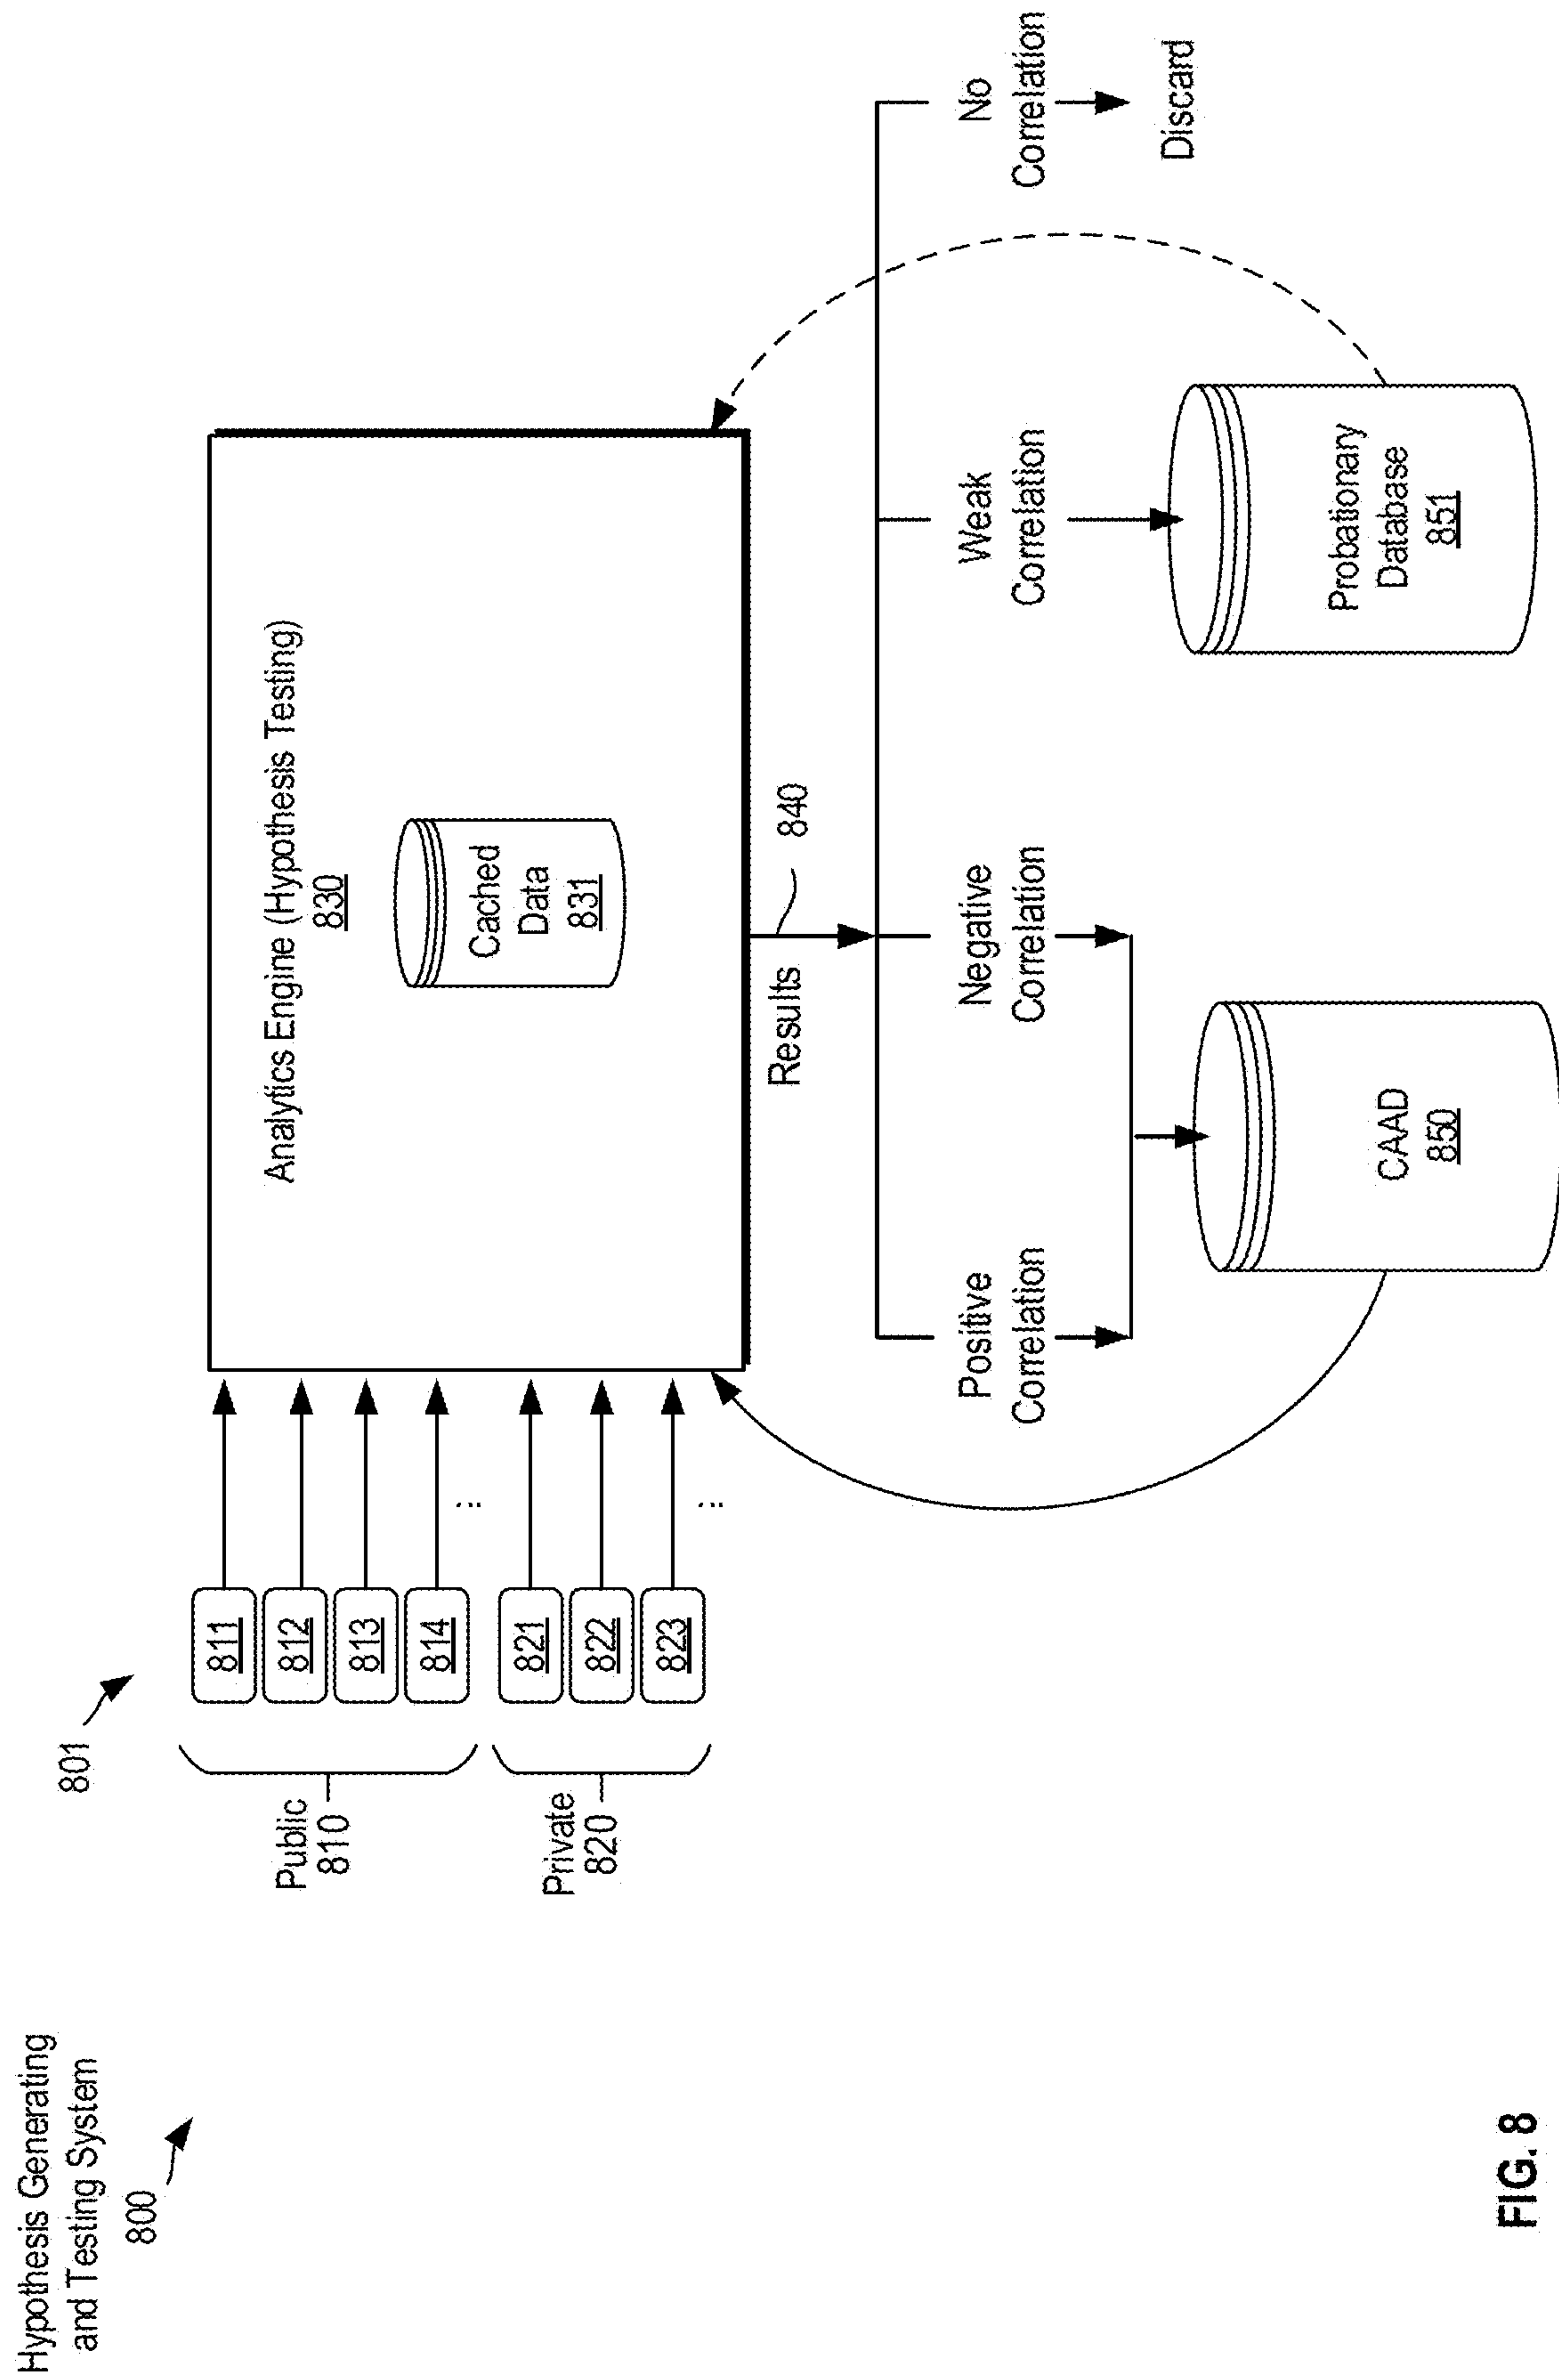 Hypothesis Generating
and Testing System
800
801
Public
810
811
812
813
814
...
Private
820
821
822
823
...
Analytics Engine (Hypothesis Testing)
830
Cached
Data
831
Results
840
Positive
Correlation
Negative
Correlation
Weak
Correlation
No
Correlation
Discard
CAAD
850
Probationary
Database
851
FIG. 8